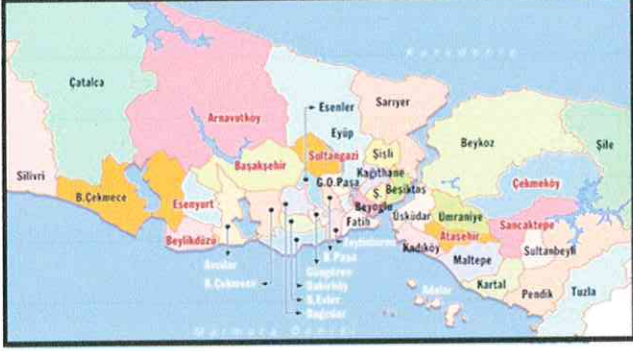 Karadeniz
Çatalca
Arnavutköy
Esenler
Sarıyer
Eyüp
Beykoz
Şile
Silivri
B.Çekmece
Başakşehir
Sultangazi
Şişli
Kağıthane
G.O.Paşa
Ş.
Beşiktaş
Çekmeköy
Esenyurt
Beyoğlu
Fatih
Üsküdar
Ümraniye
Ataşehir
Sancaktepe
Beylikdüzü
Kadıköy
Maltepe
Sultanbeyli
Avcılar
B.Çekmece
Zeytinburnu
B.Paşa
Güngören
Bakırköy
B.Evler
Bağcılar
Adalar
Kartal
Pendik
Tuzla
Marmara Denizi